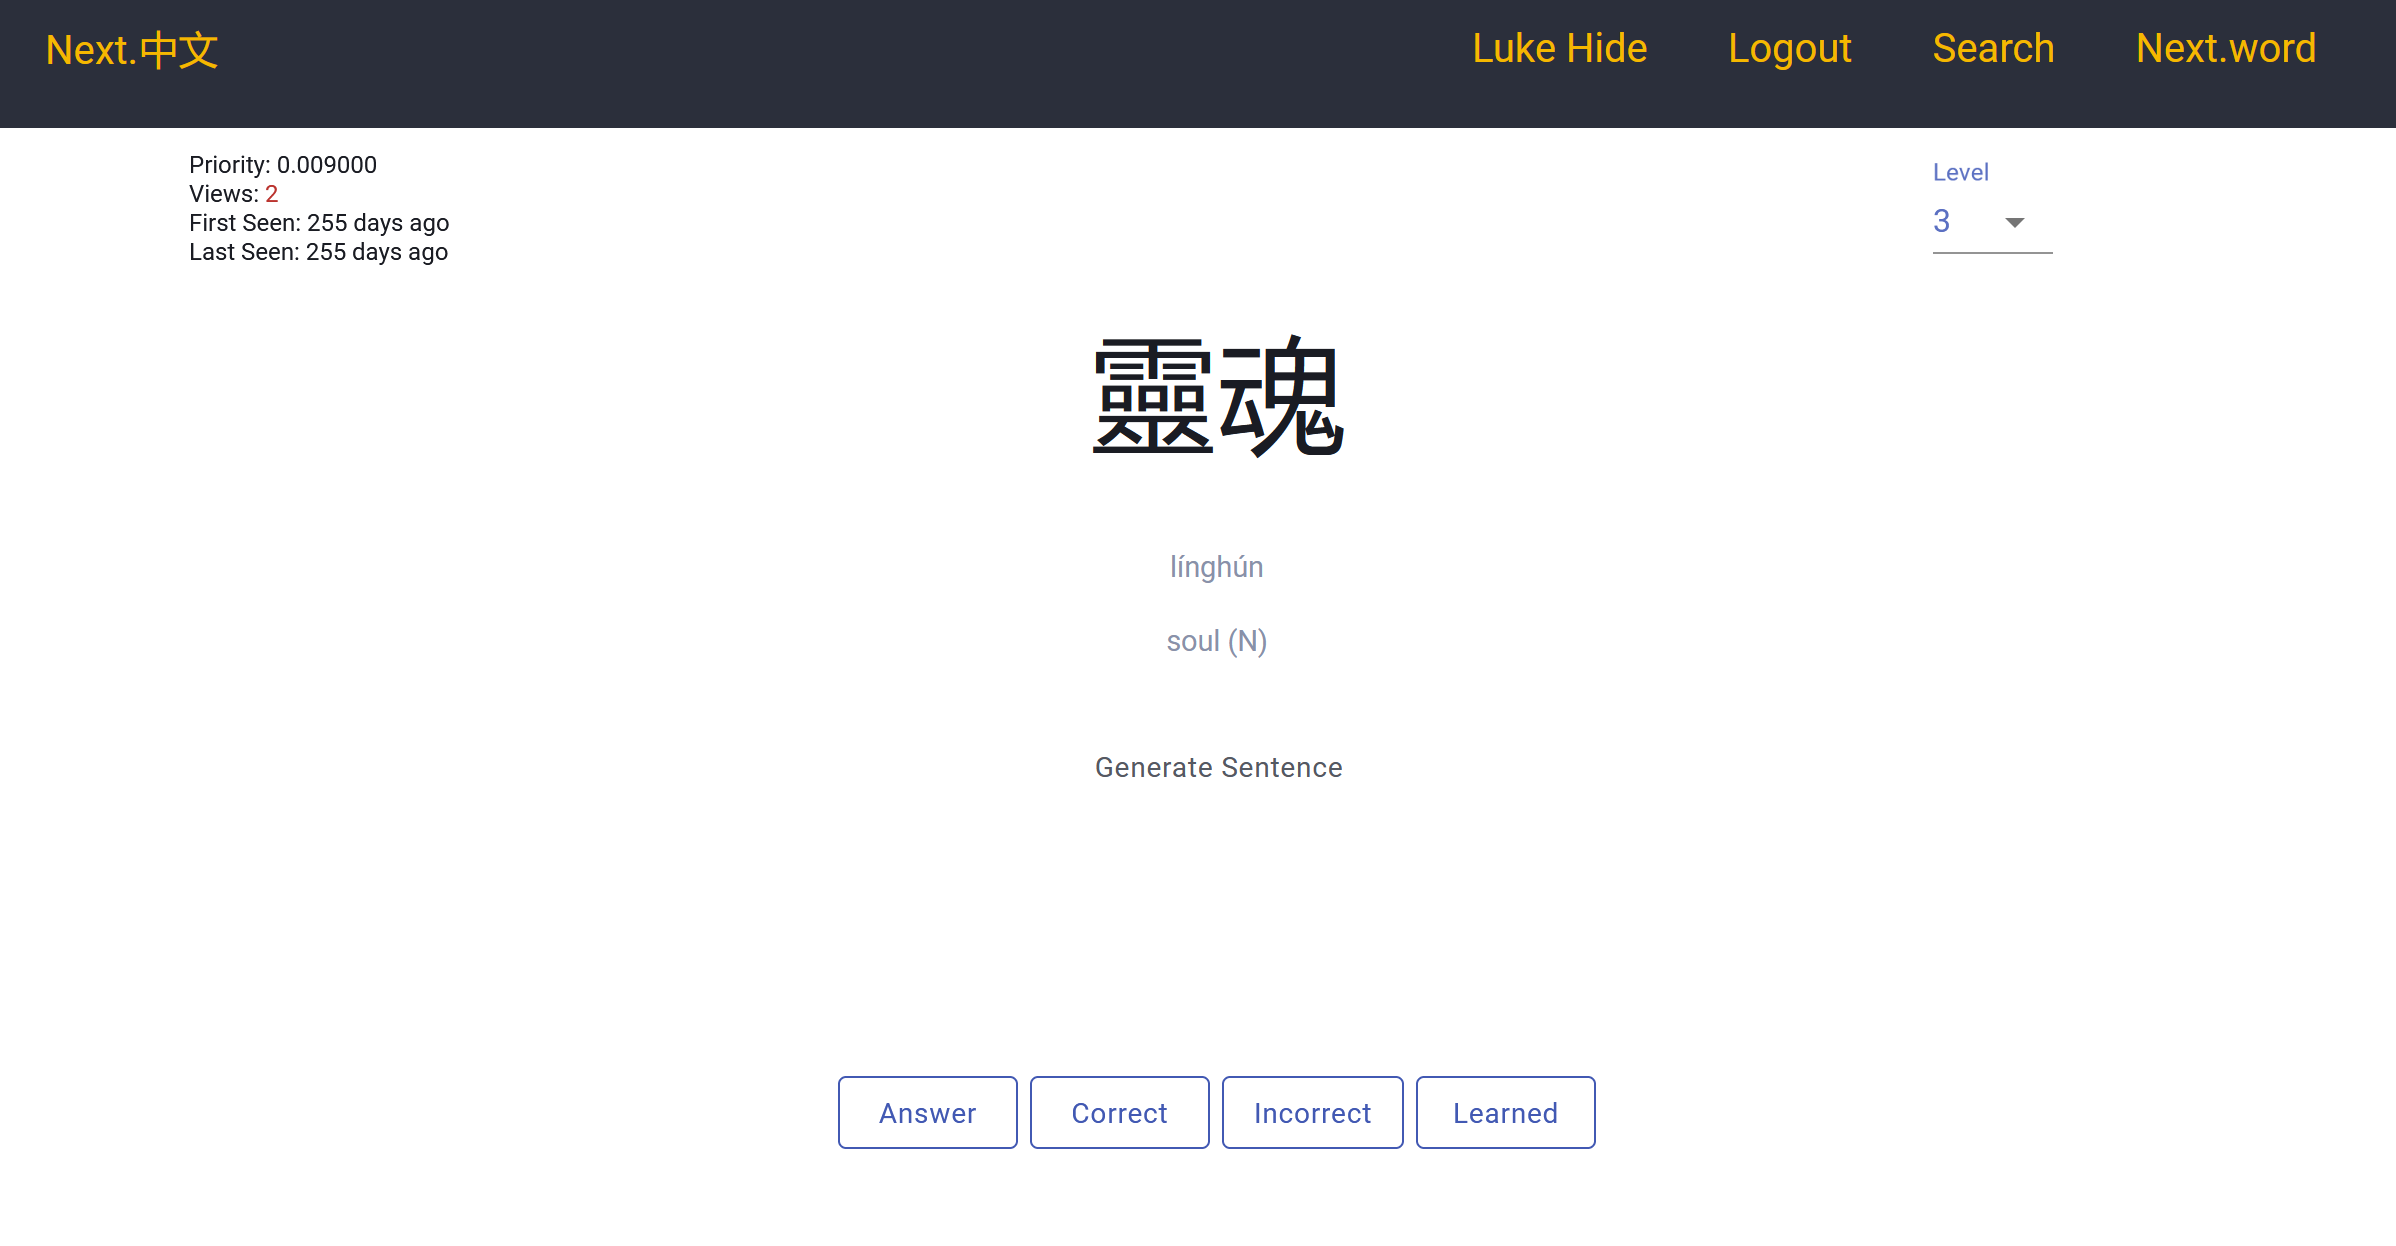 Next.中文
Luke Hide
Logout
Search
Next.word
Priority: 0.009000
Views: 2
First Seen: 255 days ago
Last Seen: 255 days ago
Level
3
靈魂
línghún
soul (N)
Generate Sentence
Answer
Correct
Incorrect
Learned